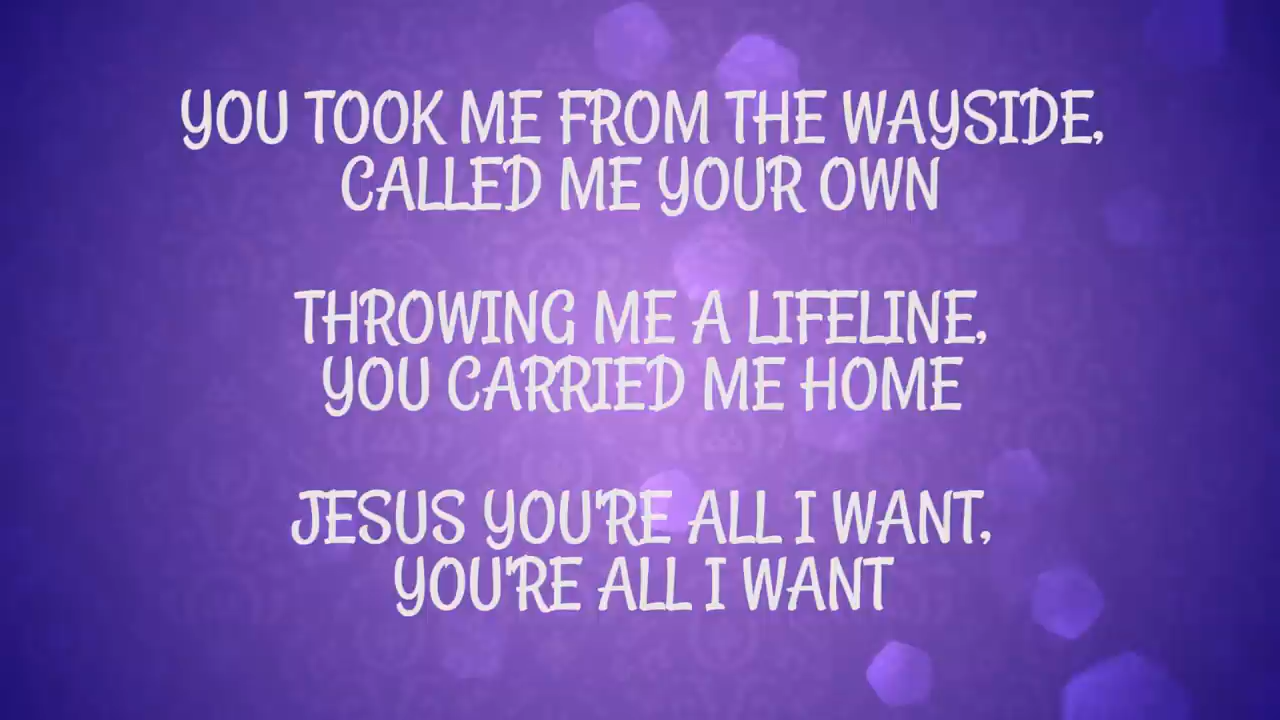 YOU TOOK ME FROM THE WAYSIDE,
CALLED ME YOUR OWN
THROWING ME A LIFELINE,
YOU CARRIED ME HOME
JESUS YOU'RE ALL I WANT,
YOU'RE ALL I WANT